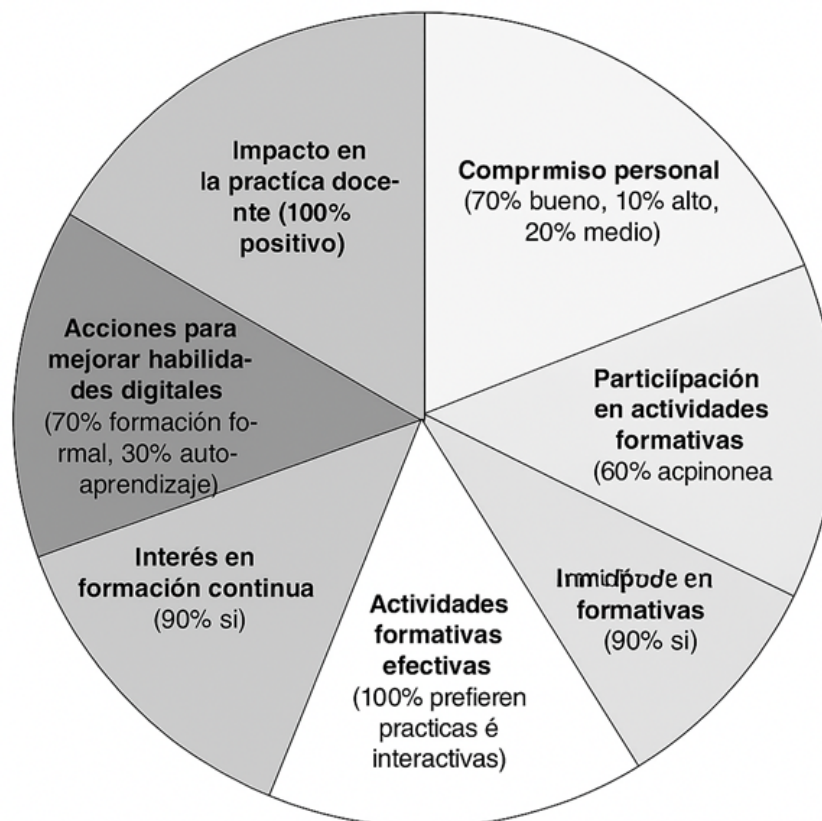 Impacto en
la practíca doce-
nte (100%
positivo)
Comprmiso personal
(70% bueno, 10% alto,
20% medio)
Acciones para
mejorar habilida-
des digitales
(70% formación fo-
rmal, 30% auto-
aprendizaje)
Particiípación
en actividades
formativas
(60% acpinonea
Interés en
formación continua
(90% si)
Actividades
formativas
efectivas
(100% prefieren
practicas é
interactivas)
en
formativas
(90% si)